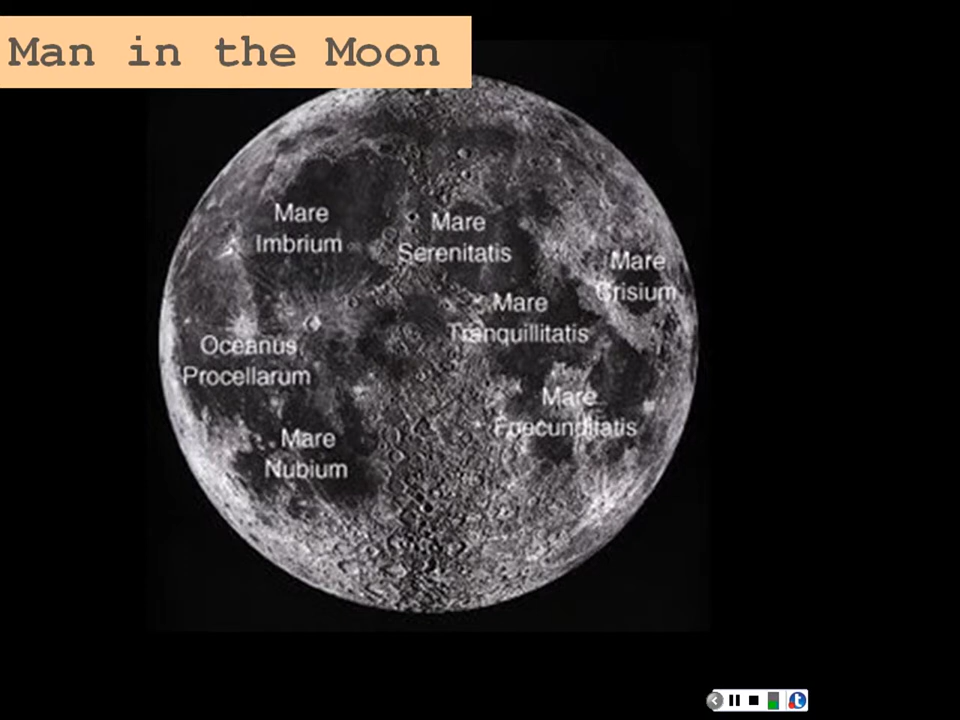 Man in the Moon
Mare
Imbrium
Mare
Serenitatis
Mare
Crisium
Mare
Tranquillitatis
Oceanus
Procellarum
Mare
Foecunditatis
Mare
Nubium